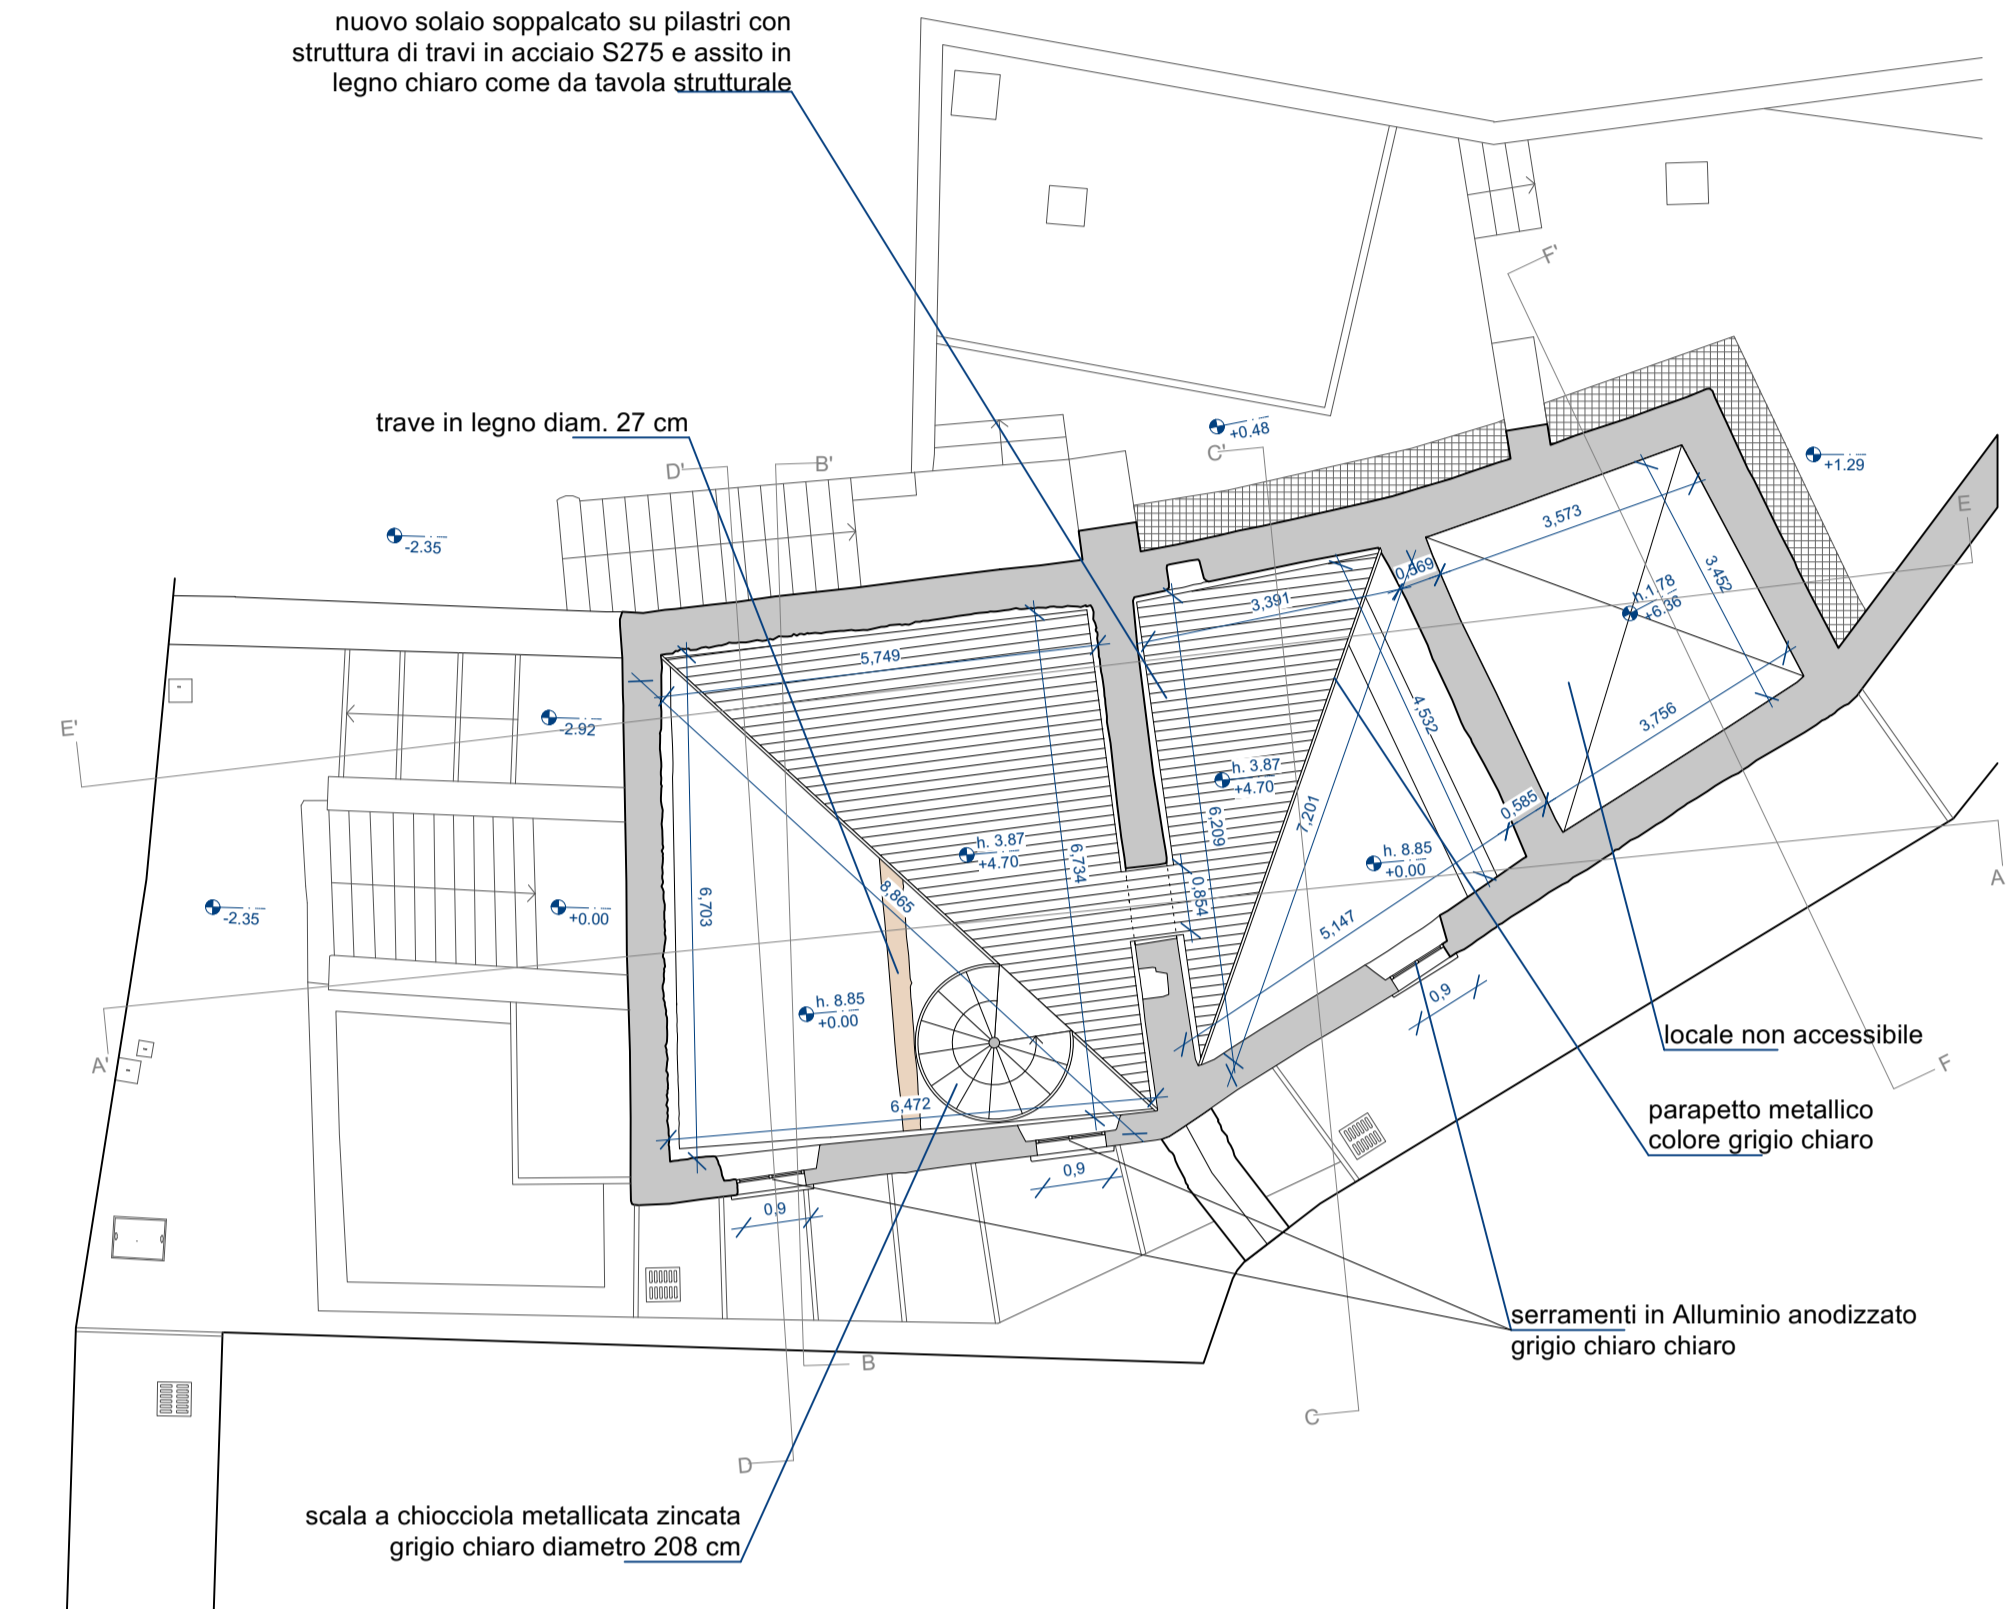 nuovo solaio soppalcato su pilastri con
struttura di travi in acciaio S275 e assito in
legno chiaro come da tavola strutturale
F'
trave in legno diam. 27 cm
+0.48
C'
+1.29
D'
B'
E
-2.35
3,573
0,569
3,452
h.1.78
+6.36
3,391
5,749
E'
-2.92
4,532
3,756
h. 3.87
+4.70
0,585
7,201
6,209
h. 3.87
+4.70
6,734
h. 8.85
+0.00
A
8,865
0,854
6,703
-2.35
+0.00
5,147
h. 8.85
+0.00
0,9
locale non accessibile
A'
F
6,472
parapetto metallico
colore grigio chiaro
0,9
0,9
serramenti in Alluminio anodizzato
grigio chiaro chiaro
B
C
D
scala a chiocciola metallicata zincata
grigio chiaro diametro 208 cm